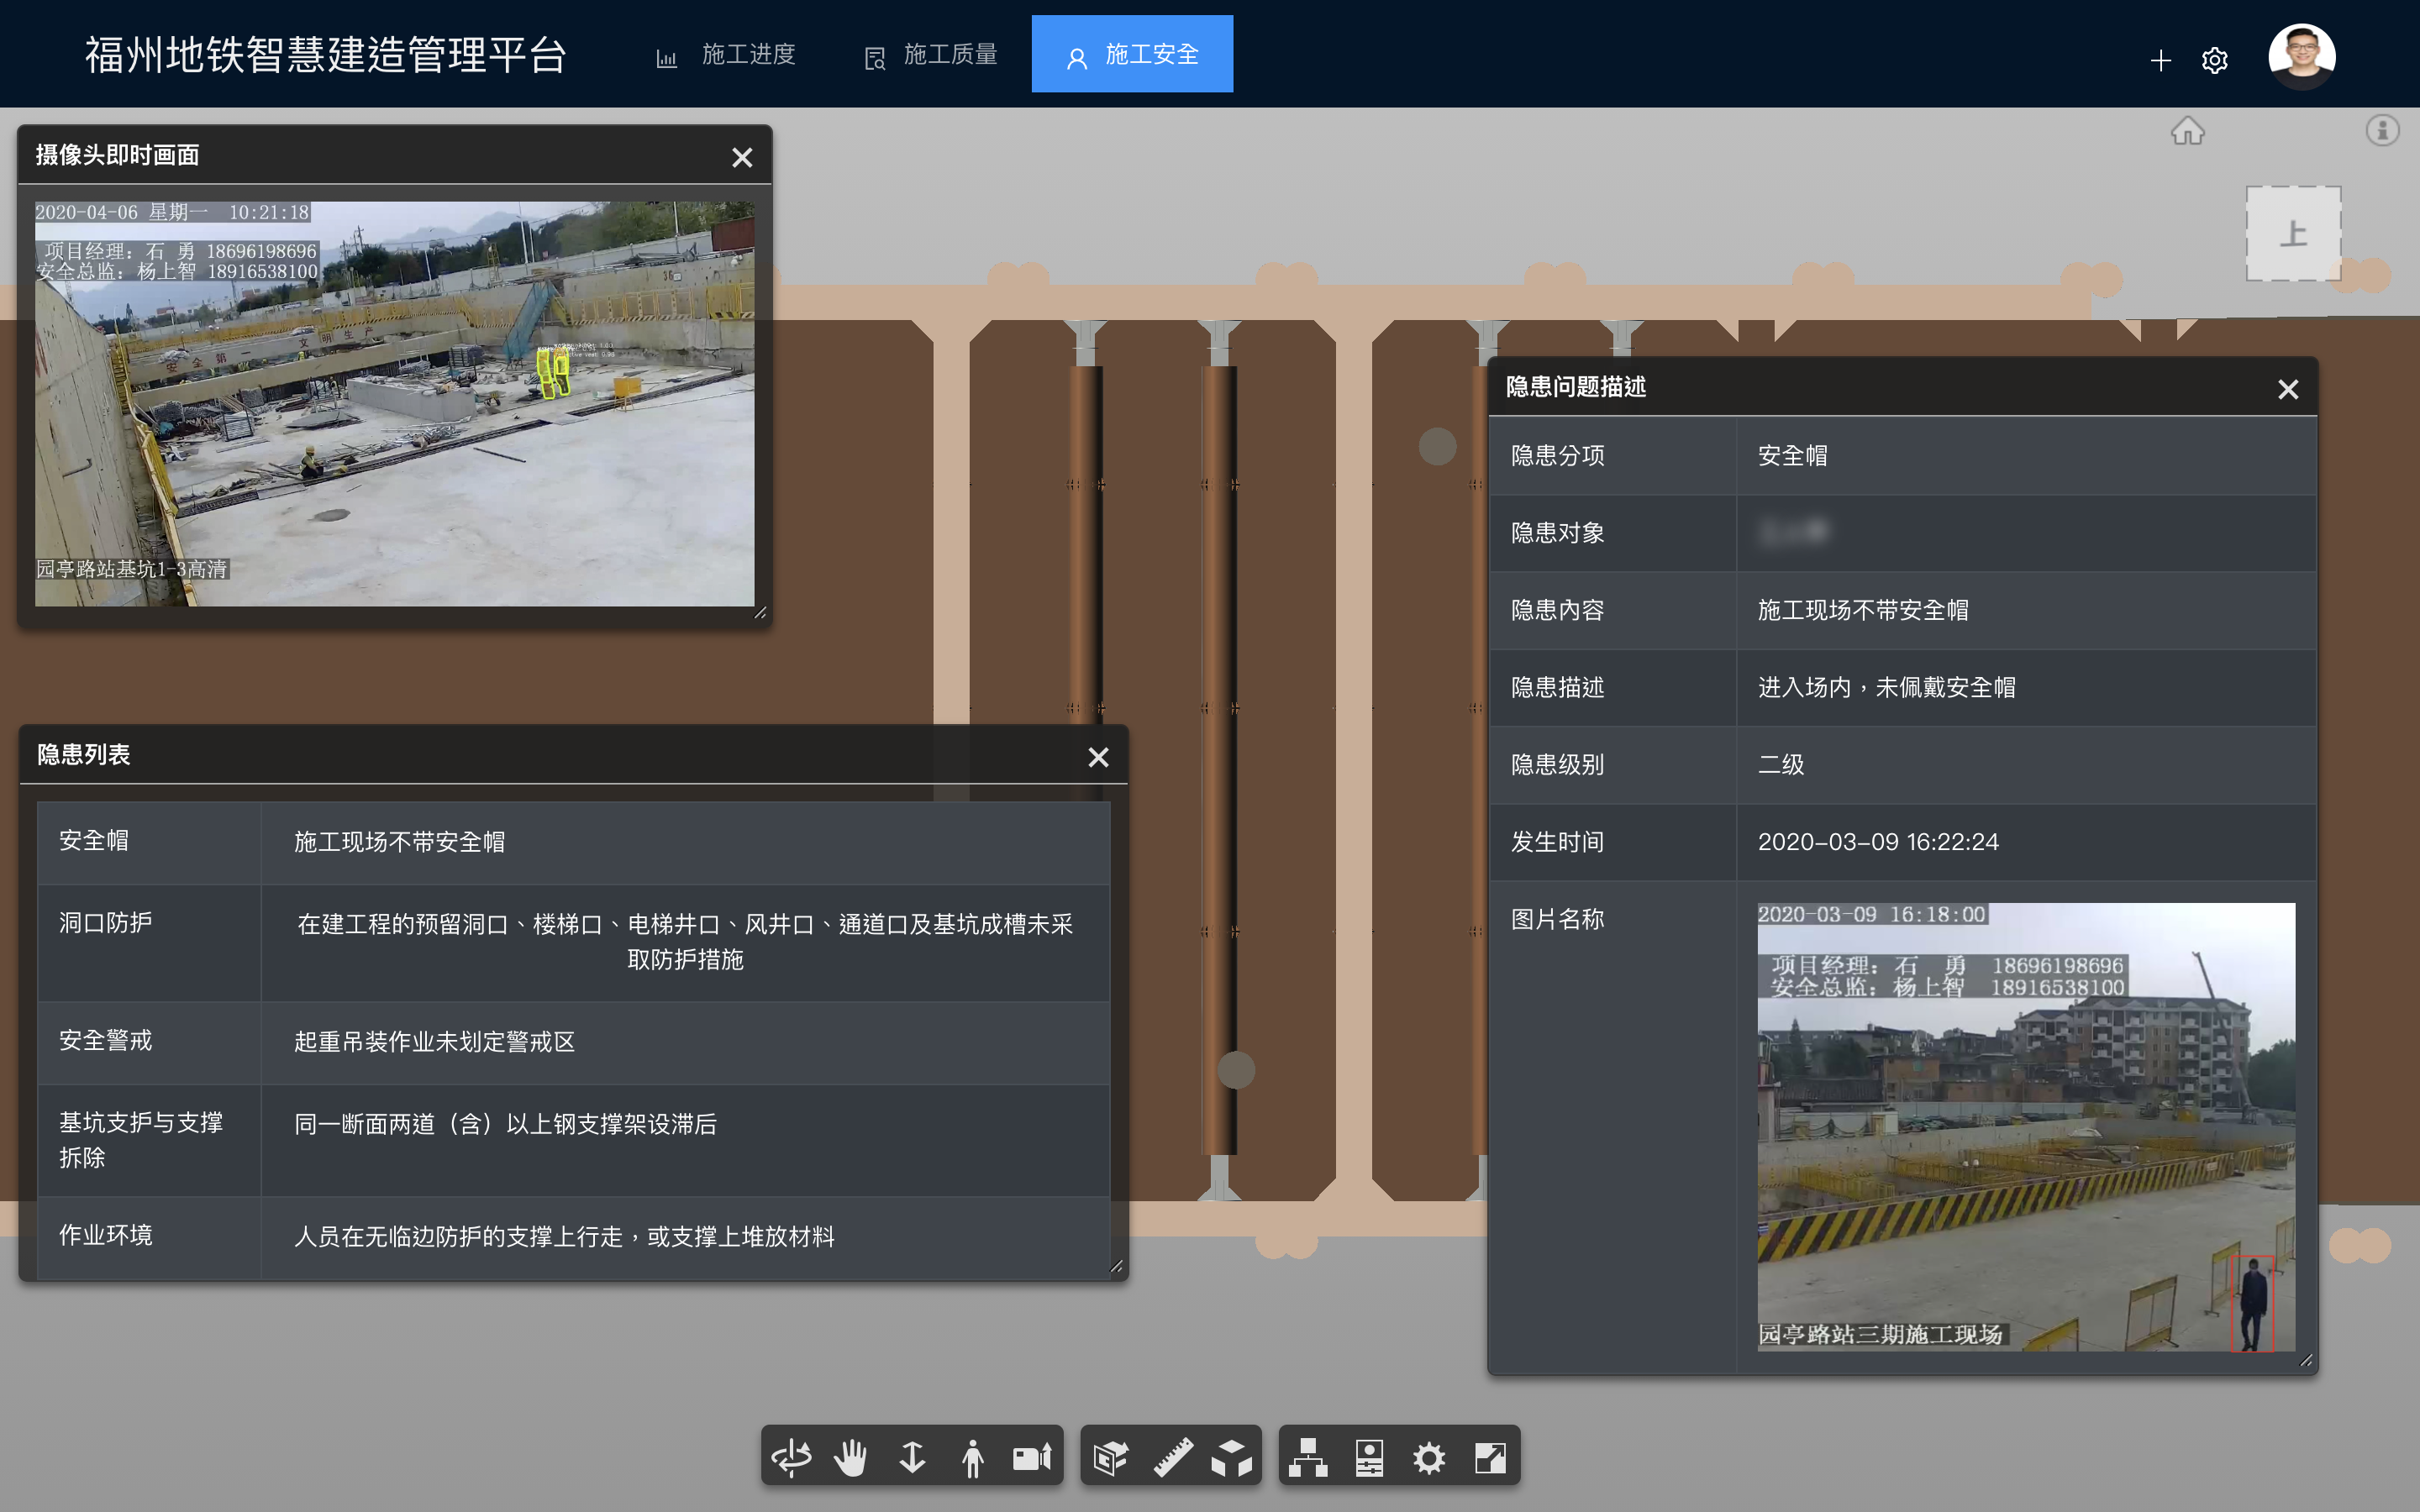 福州地铁智慧建造管理平台
施工进度
施工质量
施工安全
摄像头即时画面
2020-04-06 星期一 10:21:18
项目经理: 石 勇 18696198696
安全总监: 杨上智 18916538100
安全第一 文明生产
园亭路站基坑1-3高清
上
隐患问题描述
隐患分项 安全帽
隐患对象
隐患内容 施工现场不带安全帽
隐患描述 进入场内，未佩戴安全帽
隐患级别 二级
发生时间 2020-03-09 16:22:24
图片名称
2020-03-09 16:18:00
项目经理: 石 勇 18696198696
安全总监: 杨上智 18916538100
园亭路站三期施工现场
隐患列表
安全帽 施工现场不带安全帽
洞口防护 在建工程的预留洞口、楼梯口、电梯井口、风井口、通道口及基坑成槽未采
取防护措施
安全警戒 起重吊装作业未划定警戒区
基坑支护与支撑 同一断面两道（含）以上钢支撑架设滞后
拆除
作业环境 人员在无临边防护的支撑上行走，或支撑上堆放材料